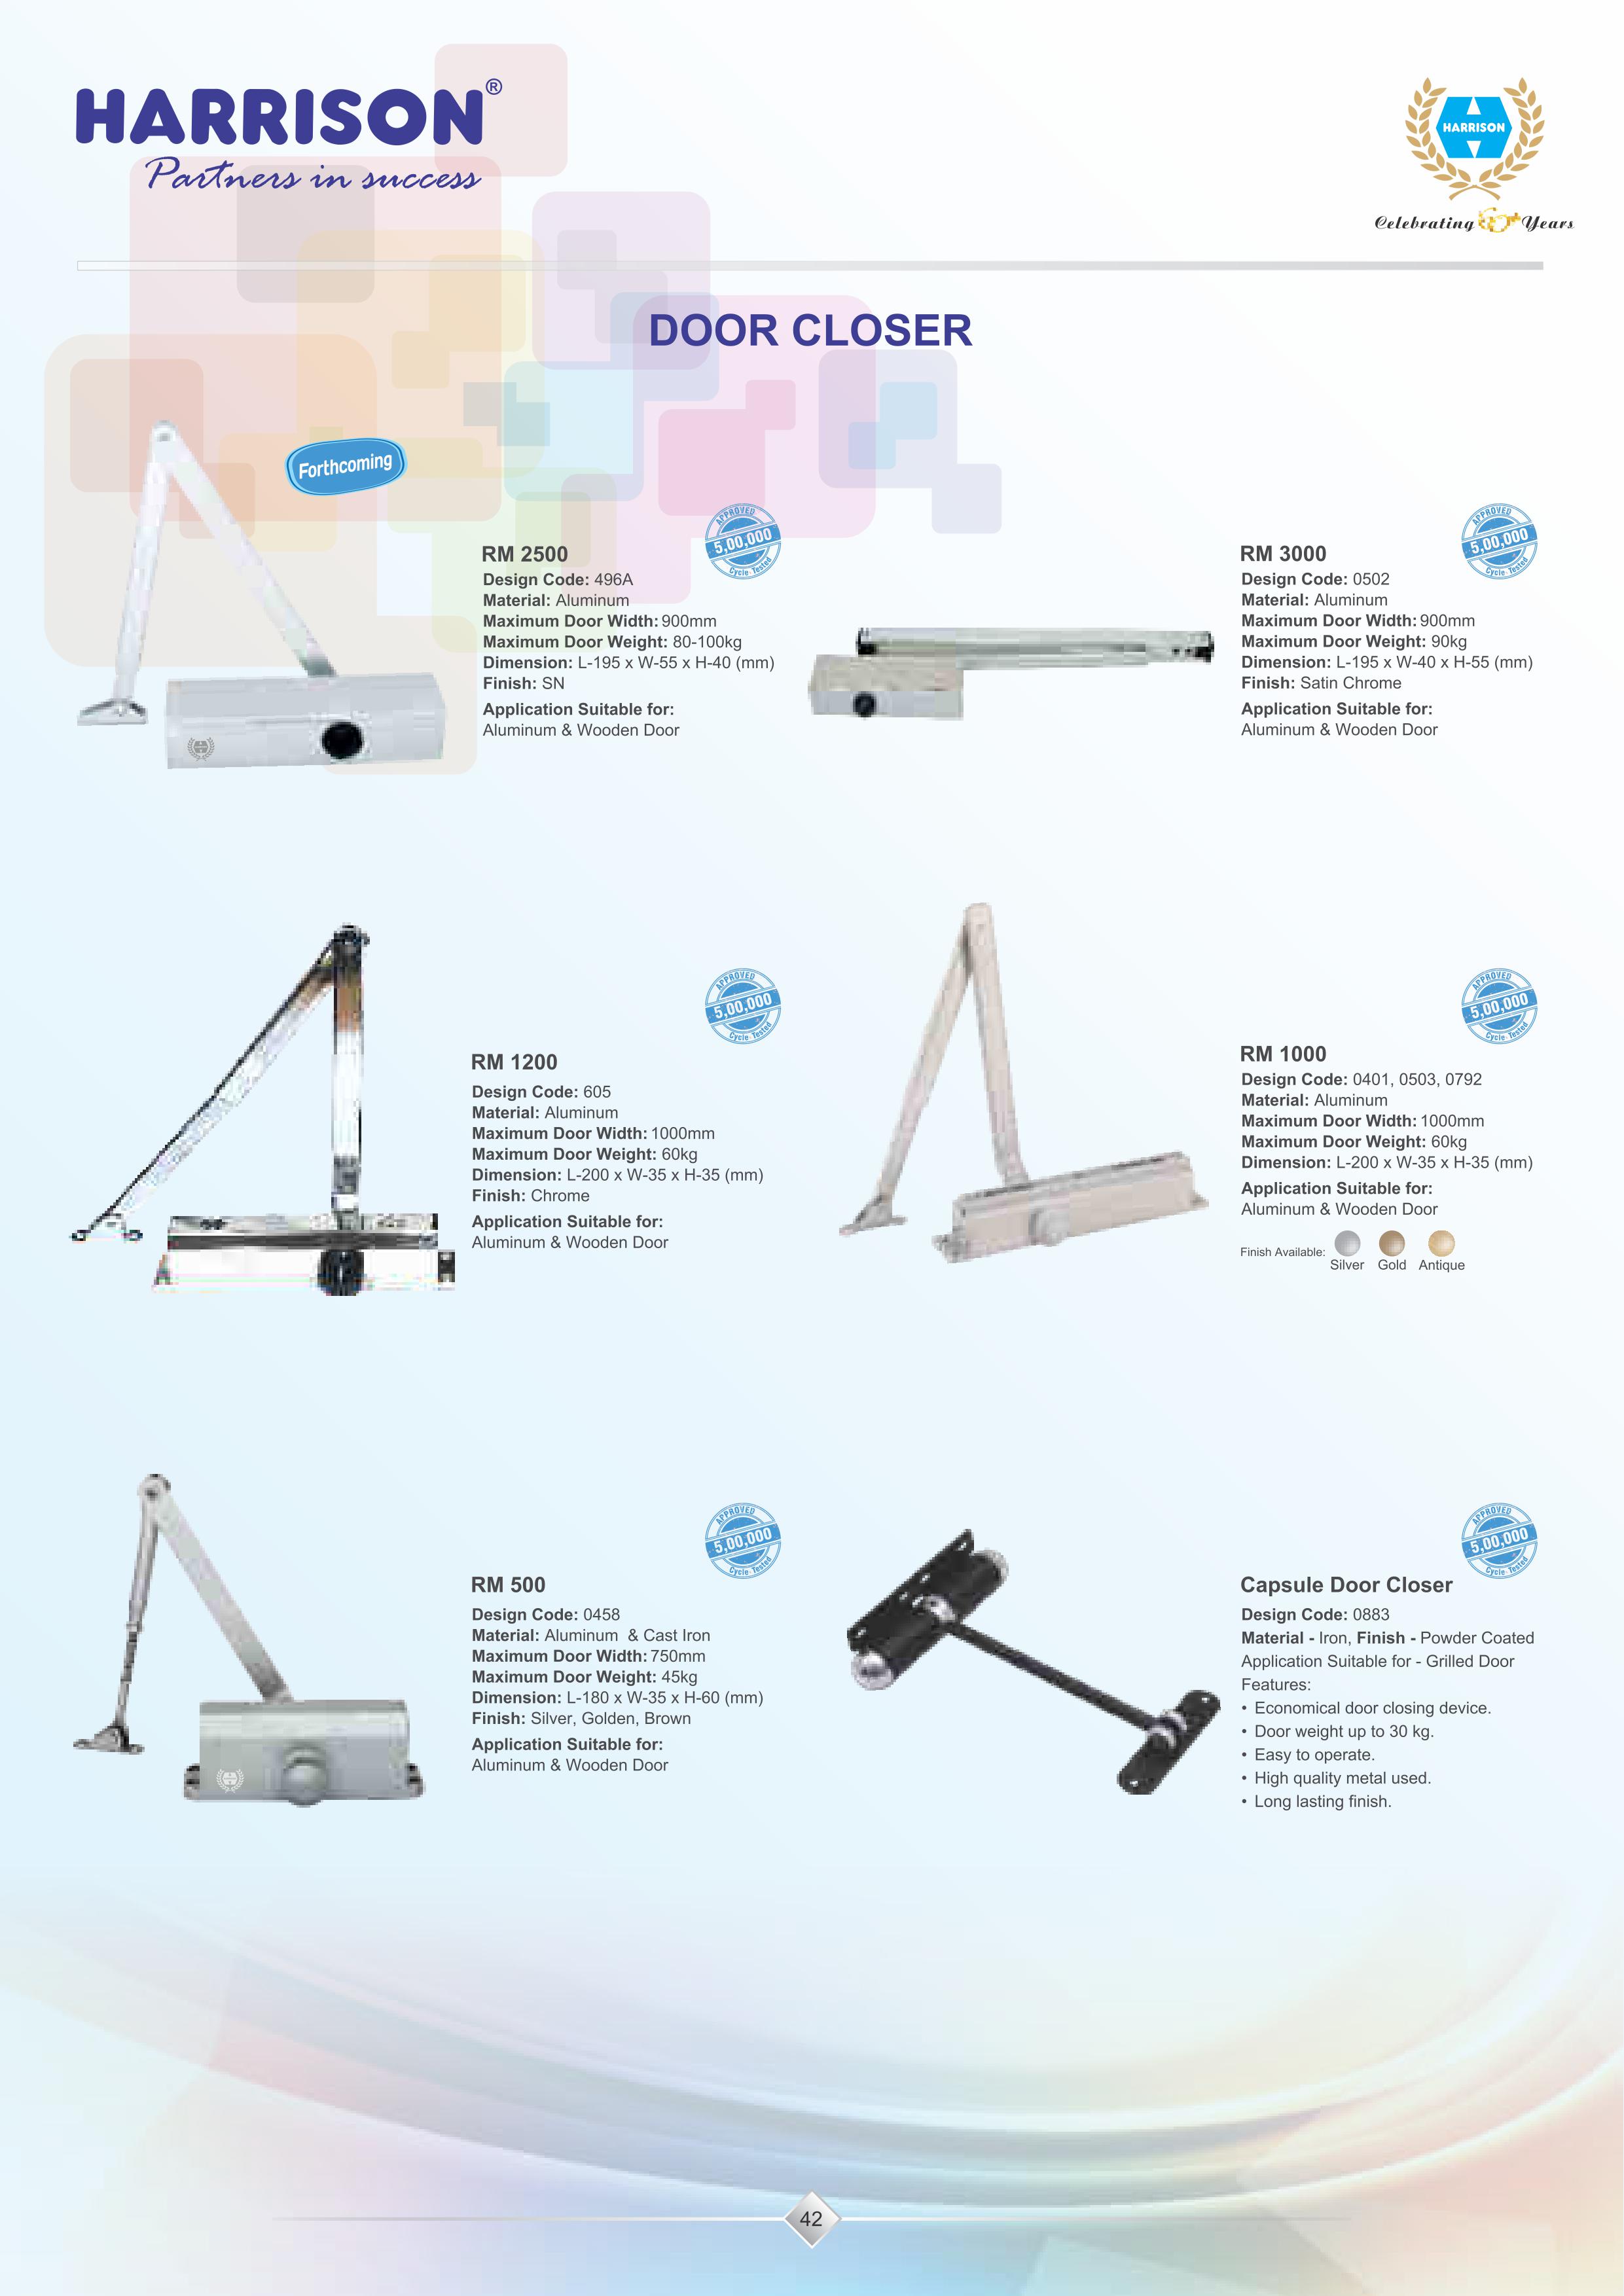 HARRISON®
Partners in success
HARRISON
Celebrating Years
DOOR CLOSER
Forthcoming
APPROVED
5,00,000
Cycle Tested
RM 2500
Design Code: 496A
Material: Aluminum
Maximum Door Width: 900mm
Maximum Door Weight: 80-100kg
Dimension: L-195 x W-55 x H-40 (mm)
Finish: SN
Application Suitable for:
Aluminum & Wooden Door
APPROVED
5,00,000
Cycle Tested
RM 3000
Design Code: 0502
Material: Aluminum
Maximum Door Width: 900mm
Maximum Door Weight: 90kg
Dimension: L-195 x W-40 x H-55 (mm)
Finish: Satin Chrome
Application Suitable for:
Aluminum & Wooden Door
APPROVED
5,00,000
Cycle Tested
RM 1200
Design Code: 605
Material: Aluminum
Maximum Door Width: 1000mm
Maximum Door Weight: 60kg
Dimension: L-200 x W-35 x H-35 (mm)
Finish: Chrome
Application Suitable for:
Aluminum & Wooden Door
APPROVED
5,00,000
Cycle Tested
RM 1000
Design Code: 0401, 0503, 0792
Material: Aluminum
Maximum Door Width: 1000mm
Maximum Door Weight: 60kg
Dimension: L-200 x W-35 x H-35 (mm)
Application Suitable for:
Aluminum & Wooden Door
Finish Available:
Silver Gold Antique
APPROVED
5,00,000
Cycle Tested
RM 500
Design Code: 0458
Material: Aluminum & Cast Iron
Maximum Door Width: 750mm
Maximum Door Weight: 45kg
Dimension: L-180 x W-35 x H-60 (mm)
Finish: Silver, Golden, Brown
Application Suitable for:
Aluminum & Wooden Door
APPROVED
5,00,000
Cycle Tested
Capsule Door Closer
Design Code: 0883
Material - Iron, Finish - Powder Coated
Application Suitable for - Grilled Door
Features:
• Economical door closing device.
• Door weight up to 30 kg.
• Easy to operate.
• High quality metal used.
• Long lasting finish.
42